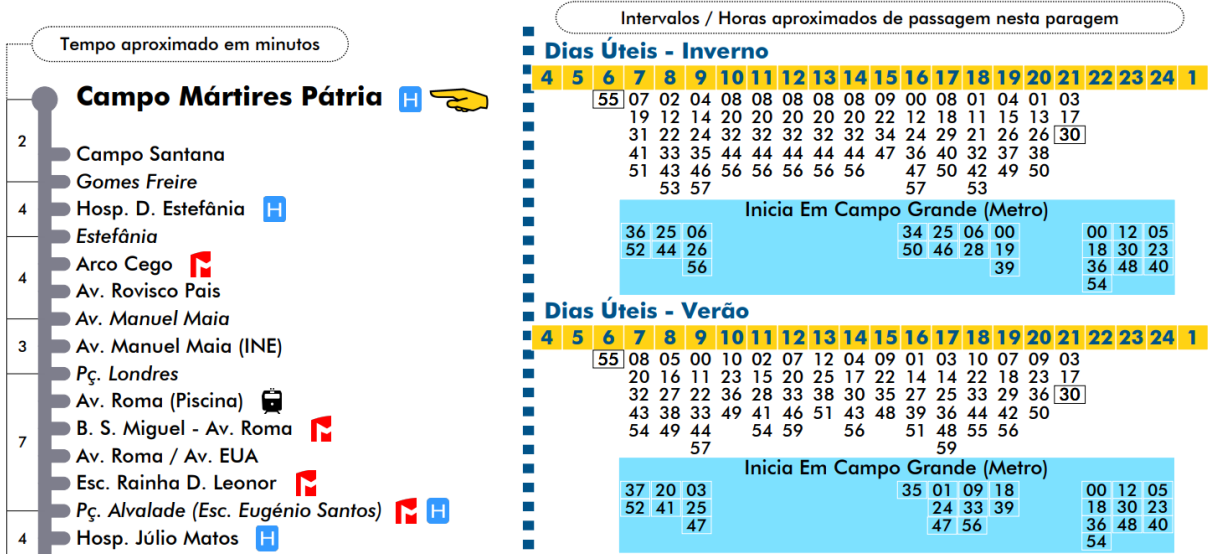 Tempo aproximado em minutos
Campo Mártires Pátria H
2
Campo Santana
Gomes Freire
4
Hosp. D. Estefânia H
Estefânia
Arco Cego
4
Av. Rovisco Pais
Av. Manuel Maia
3
Av. Manuel Maia (INE)
Pç. Londres
Av. Roma (Piscina)
7
B. S. Miguel - Av. Roma
Av. Roma / Av. EUA
Esc. Rainha D. Leonor
Pç. Alvalade (Esc. Eugénio Santos) H
4
Hosp. Júlio Matos H
Intervalos / Horas aproximados de passagem nesta paragem
Dias Úteis - Inverno
4 5 6 7 8 9 10 11 12 13 14 15 16 17 18 19 20 21 22 23 24 1
55 07 02 04 08 08 08 08 08 09 00 08 01 04 01 03
19 12 14 20 20 20 20 20 22 12 18 11 15 13 17
31 22 24 32 32 32 32 32 34 24 29 21 26 26 30
41 33 35 44 44 44 44 44 47 36 40 32 37 38
51 43 46 56 56 56 56 56 47 50 42 49 50
53 57 57 53
Inicia Em Campo Grande (Metro)
36 25 06 34 25 06 00 00 12 05
52 44 26 50 46 28 19 18 30 23
56 39 36 48 40
54
Dias Úteis - Verão
4 5 6 7 8 9 10 11 12 13 14 15 16 17 18 19 20 21 22 23 24 1
55 08 05 00 10 02 07 12 04 09 01 03 10 07 09 03
20 16 11 23 15 20 25 17 22 14 14 22 18 23 17
32 27 22 36 28 33 38 30 35 27 25 33 29 36 30
43 38 33 49 41 46 51 43 48 39 36 44 42 50
54 49 44 54 59 56 51 48 55 56
57 59
Inicia Em Campo Grande (Metro)
37 20 03 35 01 09 18 00 12 05
52 41 25 24 33 39 18 30 23
47 47 56 36 48 40
54